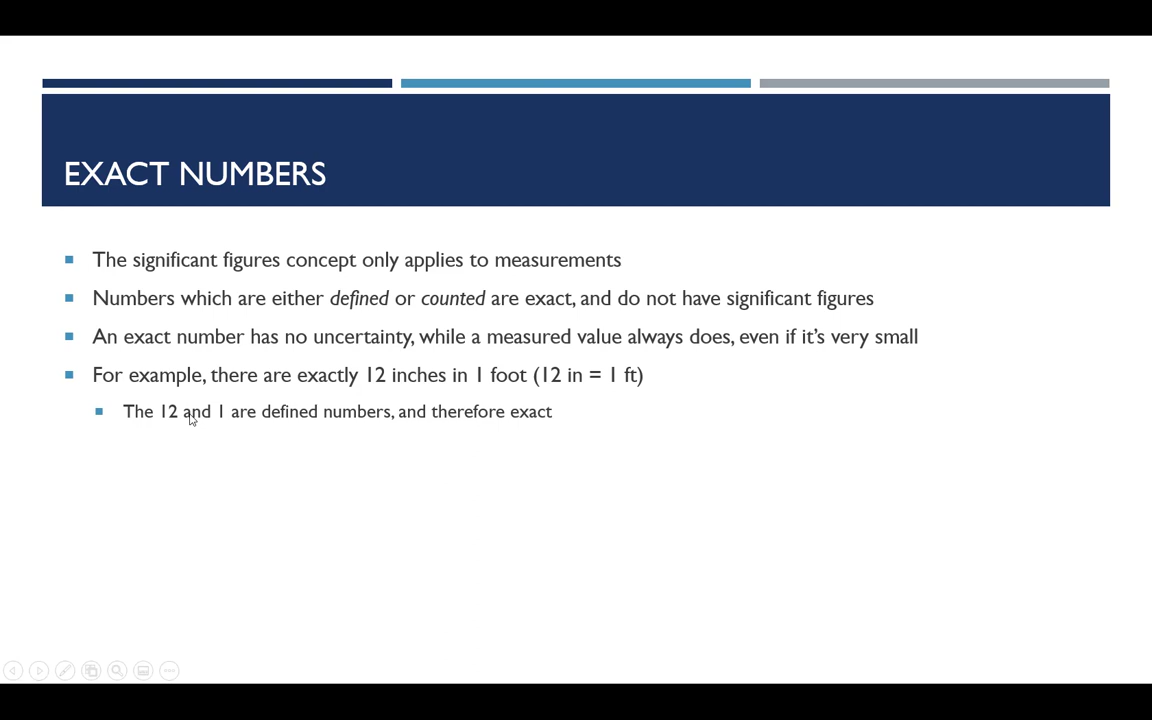 EXACT NUMBERS
The significant figures concept only applies to measurements
Numbers which are either defined or counted are exact, and do not have significant figures
An exact number has no uncertainty, while a measured value always does, even if it's very small
For example, there are exactly 12 inches in 1 foot (12 in = 1 ft)
The 12 and 1 are defined numbers, and therefore exact